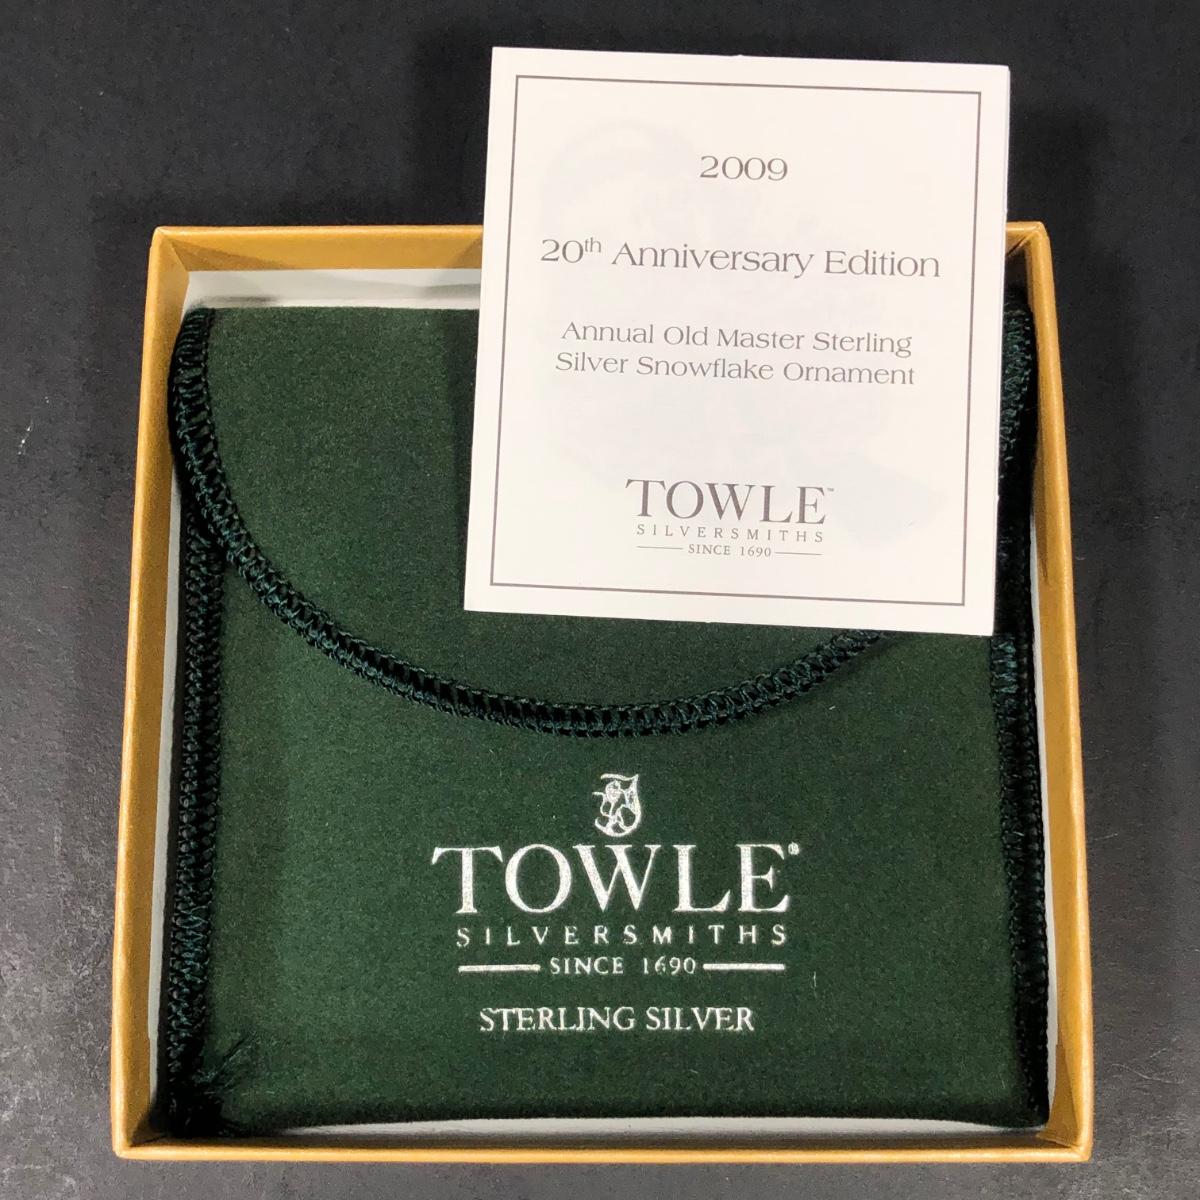 2009
20th Anniversary Edition
Annual Old Master Sterling
Silver Snowflake Ornament
TOWLE™
SILVERSMITHS
SINCE 1690
TOWLE®
SILVERSMITHS
SINCE 1690
STERLING SILVER